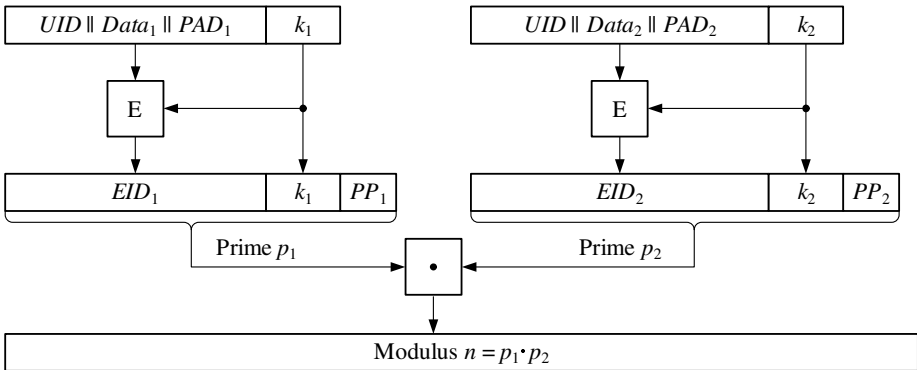 UID || Data₁ || PAD₁ k₁ UID || Data₂ || PAD₂ k₂
E E
EID₁ k₁ PP₁ EID₂ k₂ PP₂
Prime p₁ Prime p₂
•
Modulus n = p₁·p₂